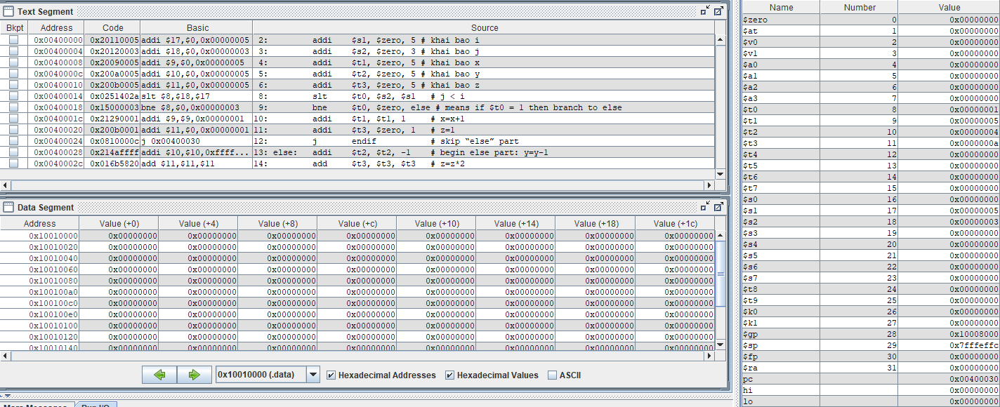 Text Segment
Bkpt Address Code Basic Source
0x00400000 0x20110005 addi $17,$0,0x00000005 2: addi $s1, $zero, 5 # khai bao i
0x00400004 0x20120003 addi $18,$0,0x00000003 3: addi $s2, $zero, 3 # khai bao j
0x00400008 0x20090005 addi $9,$0,0x00000005 4: addi $t1, $zero, 5 # khai bao x
0x0040000c 0x200a0005 addi $10,$0,0x00000005 5: addi $t2, $zero, 5 # khai bao y
0x00400010 0x200b0005 addi $11,$0,0x00000005 6: addi $t3, $zero, 5 # khai bao z
0x00400014 0x0251402a slt $8,$18,$17 8: slt $t0, $s2, $s1 # j < i
0x00400018 0x15000003 bne $8,$0,0x00000003 9: bne $t0, $zero, else # means if $t0 = 1 then branch to else
0x0040001c 0x21290001 addi $9,$9,0x00000001 10: addi $t1, $t1, 1 # x=x+1
0x00400020 0x200b0001 addi $11,$0,0x00000001 11: addi $t3, $zero, 1 # z=1
0x00400024 0x0810000c j 0x00400030 12: j endif # skip “else” part
0x00400028 0x214affff addi $10,$10,0xffff... 13: else: addi $t2, $t2, -1 # begin else part: y=y-1
0x0040002c 0x016b5820 add $11,$11,$11 14: add $t3, $t3, $t3 # z=z*2
Data Segment
Address Value (+0) Value (+4) Value (+8) Value (+c) Value (+10) Value (+14) Value (+18) Value (+1c)
0x10010000 0x00000000 0x00000000 0x00000000 0x00000000 0x00000000 0x00000000 0x00000000 0x00000000
0x10010020 0x00000000 0x00000000 0x00000000 0x00000000 0x00000000 0x00000000 0x00000000 0x00000000
0x10010040 0x00000000 0x00000000 0x00000000 0x00000000 0x00000000 0x00000000 0x00000000 0x00000000
0x10010060 0x00000000 0x00000000 0x00000000 0x00000000 0x00000000 0x00000000 0x00000000 0x00000000
0x10010080 0x00000000 0x00000000 0x00000000 0x00000000 0x00000000 0x00000000 0x00000000 0x00000000
0x100100a0 0x00000000 0x00000000 0x00000000 0x00000000 0x00000000 0x00000000 0x00000000 0x00000000
0x100100c0 0x00000000 0x00000000 0x00000000 0x00000000 0x00000000 0x00000000 0x00000000 0x00000000
0x100100e0 0x00000000 0x00000000 0x00000000 0x00000000 0x00000000 0x00000000 0x00000000 0x00000000
0x10010100 0x00000000 0x00000000 0x00000000 0x00000000 0x00000000 0x00000000 0x00000000 0x00000000
0x10010120 0x00000000 0x00000000 0x00000000 0x00000000 0x00000000 0x00000000 0x00000000 0x00000000
0x10010140 0x00000000 0x00000000 0x00000000 0x00000000 0x00000000 0x00000000 0x00000000 0x00000000
0x10010000 (.data) Hexadecimal Addresses Hexadecimal Values ASCII
Name Number Value
$zero 0 0x00000000
$at 1 0x00000000
$v0 2 0x00000000
$v1 3 0x00000000
$a0 4 0x00000000
$a1 5 0x00000000
$a2 6 0x00000000
$a3 7 0x00000000
$t0 8 0x00000001
$t1 9 0x00000005
$t2 10 0x00000004
$t3 11 0x0000000a
$t4 12 0x00000000
$t5 13 0x00000000
$t6 14 0x00000000
$t7 15 0x00000000
$s0 16 0x00000000
$s1 17 0x00000005
$s2 18 0x00000003
$s3 19 0x00000000
$s4 20 0x00000000
$s5 21 0x00000000
$s6 22 0x00000000
$s7 23 0x00000000
$t8 24 0x00000000
$t9 25 0x00000000
$k0 26 0x00000000
$k1 27 0x00000000
$gp 28 0x10008000
$sp 29 0x7fffeffc
$fp 30 0x00000000
$ra 31 0x00000000
pc 0x00400030
hi 0x00000000
lo 0x00000000